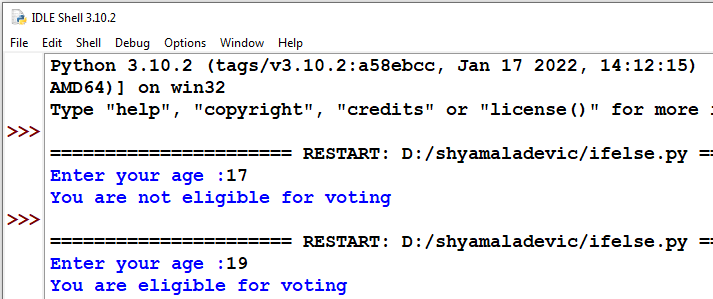 IDLE Shell 3.10.2
File Edit Shell Debug Options Window Help
Python 3.10.2 (tags/v3.10.2:a58ebcc, Jan 17 2022, 14:12:15)
AMD64)] on win32
Type "help", "copyright", "credits" or "license()" for more
>>>
====================== RESTART: D:/shyamaladevic/ifelse.py ==
Enter your age :17
You are not eligible for voting
>>>
====================== RESTART: D:/shyamaladevic/ifelse.py ==
Enter your age :19
You are eligible for voting